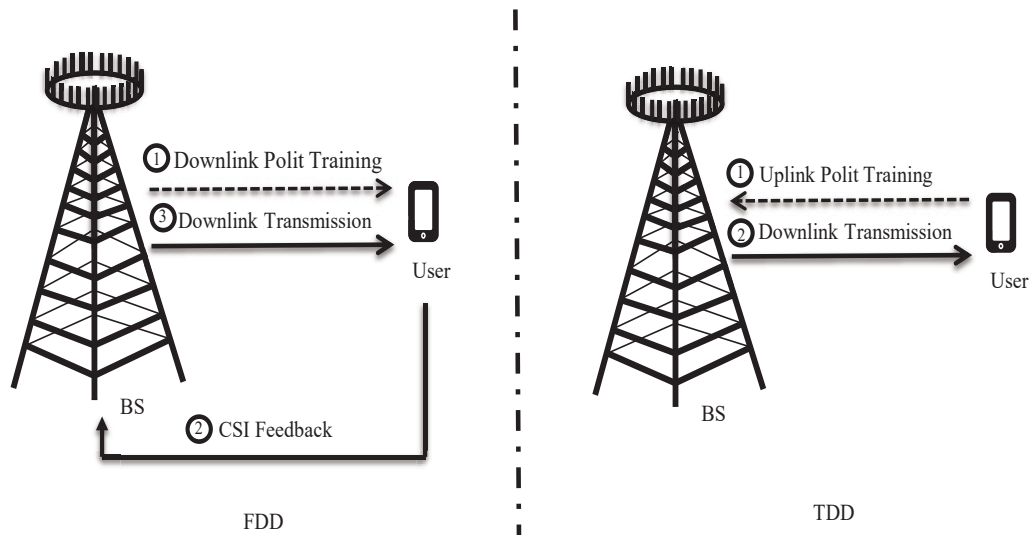 1 Downlink Polit Training
3 Downlink Transmission
User
BS
2 CSI Feedback
FDD
1 Uplink Polit Training
2 Downlink Transmission
User
BS
TDD